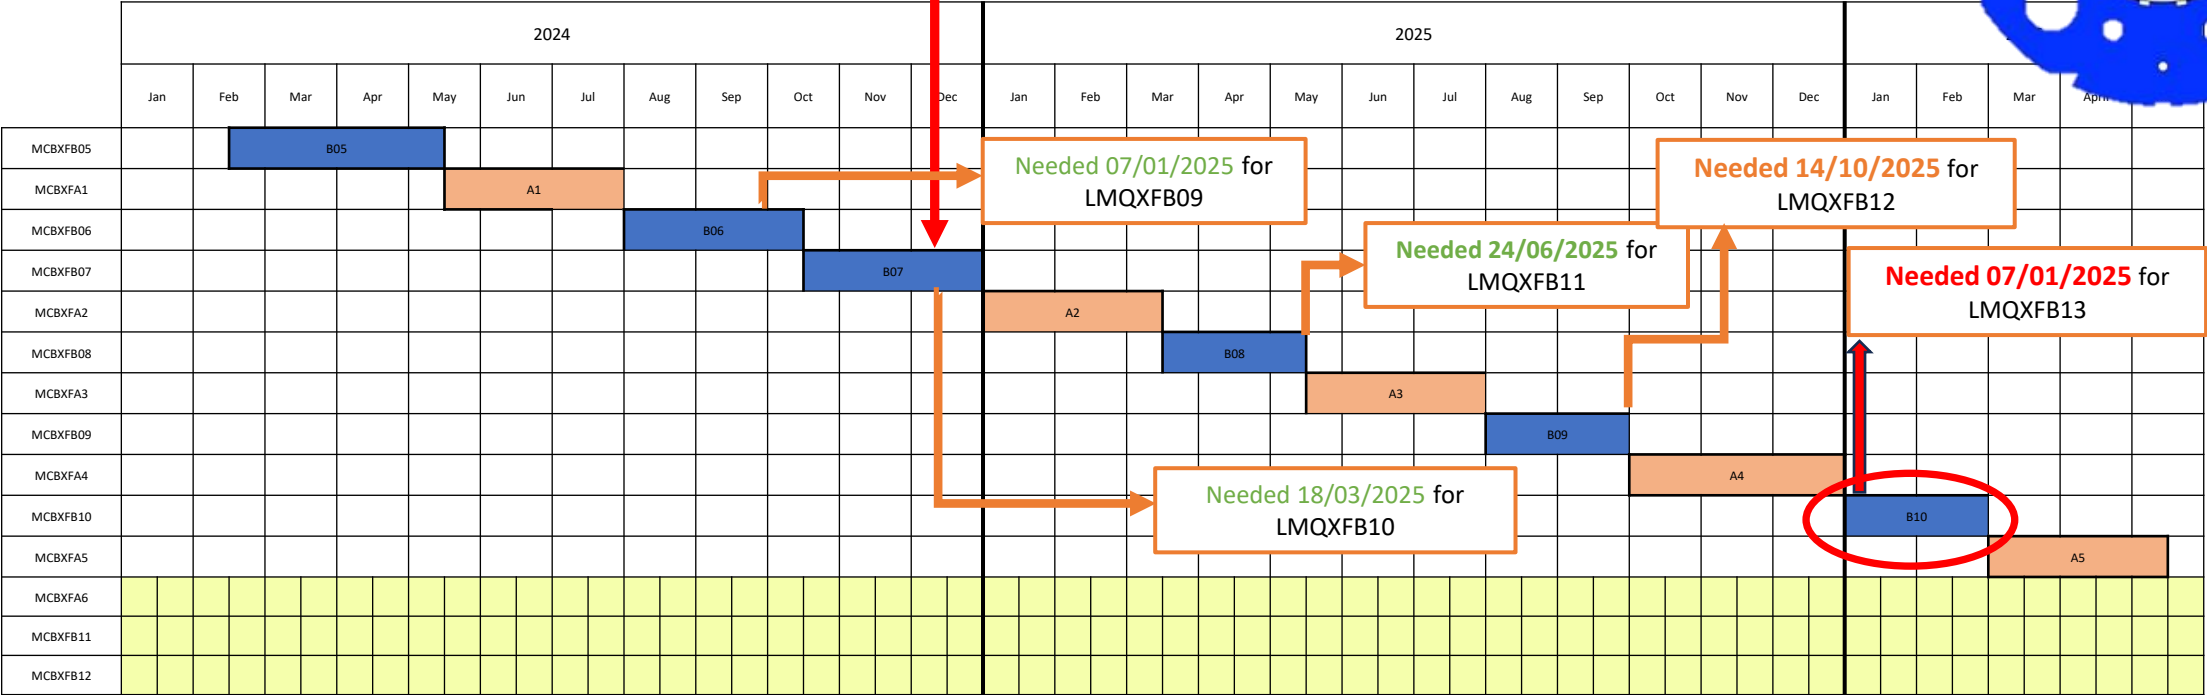 2024
2025
Jan Feb Mar Apr May Jun Jul Aug Sep Oct Nov Dec Jan Feb Mar Apr May Jun Jul Aug Sep Oct Nov Dec Jan Feb Mar April
MCBXFB05
B05
MCBXFA1
A1
MCBXFB06
B06
MCBXFB07
B07
MCBXFA2
A2
MCBXFB08
B08
MCBXFA3
A3
MCBXFB09
B09
MCBXFA4
A4
MCBXFB10
B10
MCBXFA5
A5
MCBXFA6
MCBXFB11
MCBXFB12
Needed 07/01/2025 for
LMQXFB09
Needed 14/10/2025 for
LMQXFB12
Needed 24/06/2025 for
LMQXFB11
Needed 07/01/2025 for
LMQXFB13
Needed 18/03/2025 for
LMQXFB10